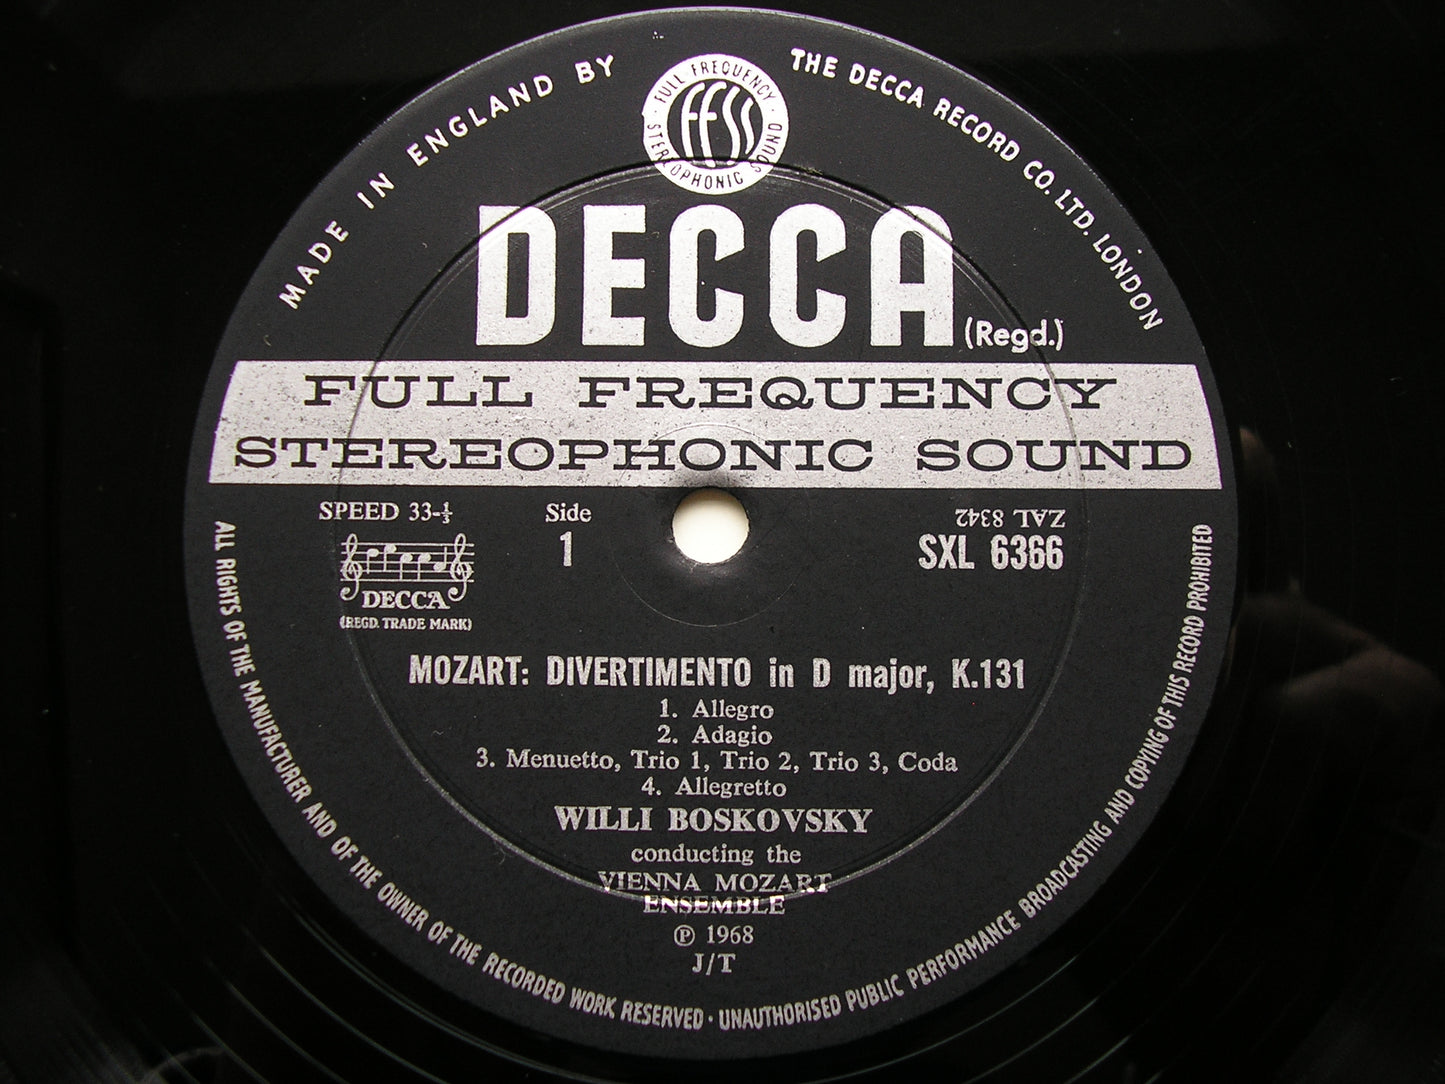 MADE IN ENGLAND BY
THE DECCA RECORD CO. LTD. LONDON
FULL FREQUENCY
FFSS
STEREOPHONIC SOUND
DECCA (Regd.)
FULL FREQUENCY
STEREOPHONIC SOUND
SPEED 33-⅓
Side
1
ZAL 8342
SXL 6366
DECCA
(REGD. TRADE MARK)
MOZART: DIVERTIMENTO in D major, K.131
1. Allegro
2. Adagio
3. Menuetto, Trio 1, Trio 2, Trio 3, Coda
4. Allegretto
WILLI BOSKOVSKY
conducting the
VIENNA MOZART
ENSEMBLE
℗ 1968
J/T
ALL RIGHTS OF THE MANUFACTURER AND OF THE OWNER OF THE RECORDED WORK RESERVED · UNAUTHORISED PUBLIC PERFORMANCE BROADCASTING AND COPYING OF THIS RECORD PROHIBITED